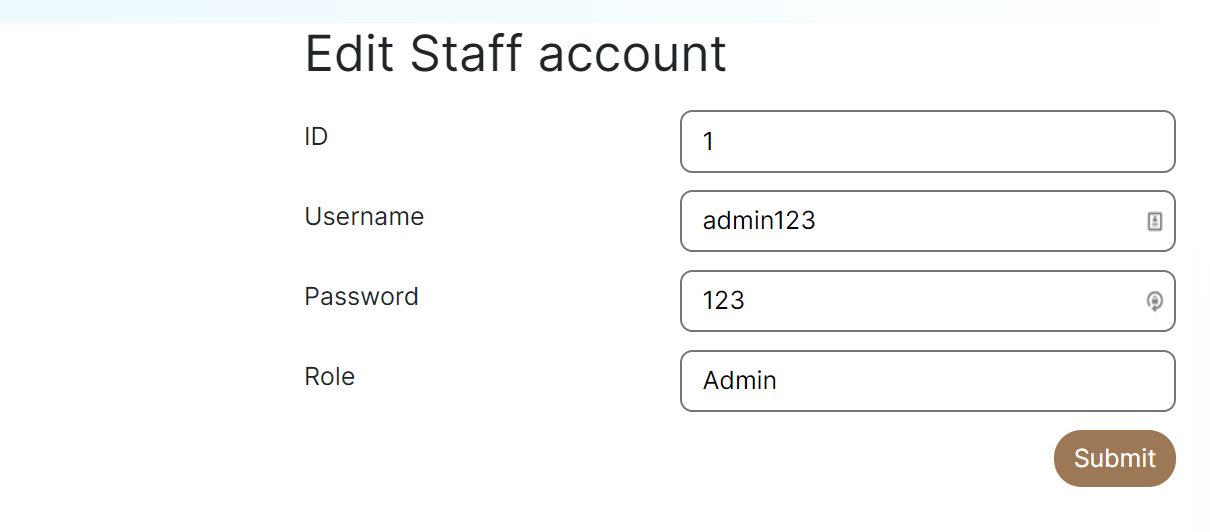 Edit Staff account
ID
1
Username
admin123
Password
123
Role
Admin
Submit